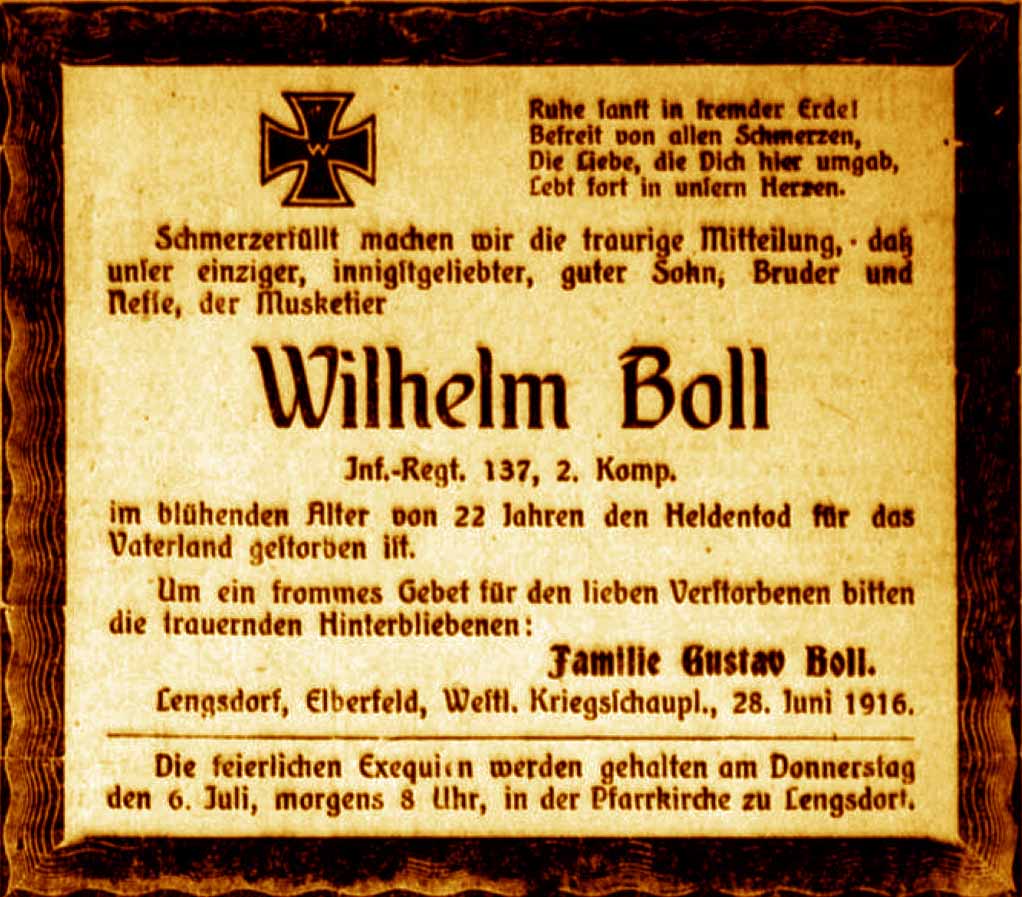 W
Ruhe sanft in fremder Erde!
Befreit von allen Schmerzen,
Die Liebe, die Dich hier umgab,
Lebt fort in unsern Herzen.
Schmerzerfüllt machen wir die traurige Mitteilung, daß
unser einziger, innigstgeliebter, guter Sohn, Bruder und
Neffe, der Musketier
Wilhelm Boll
Inf.-Regt. 137, 2. Komp.
im blühenden Alter von 22 Jahren den Heldentod für das
Vaterland gestorben ist.
Um ein frommes Gebet für den lieben Verstorbenen bitten
die trauernden Hinterbliebenen:
Familie Gustav Boll.
Lengsdorf, Elberfeld, Westl. Kriegsschaupl., 28. Juni 1916.
Die feierlichen Exequien werden gehalten am Donnerstag
den 6. Juli, morgens 8 Uhr, in der Pfarrkirche zu Lengsdorf.